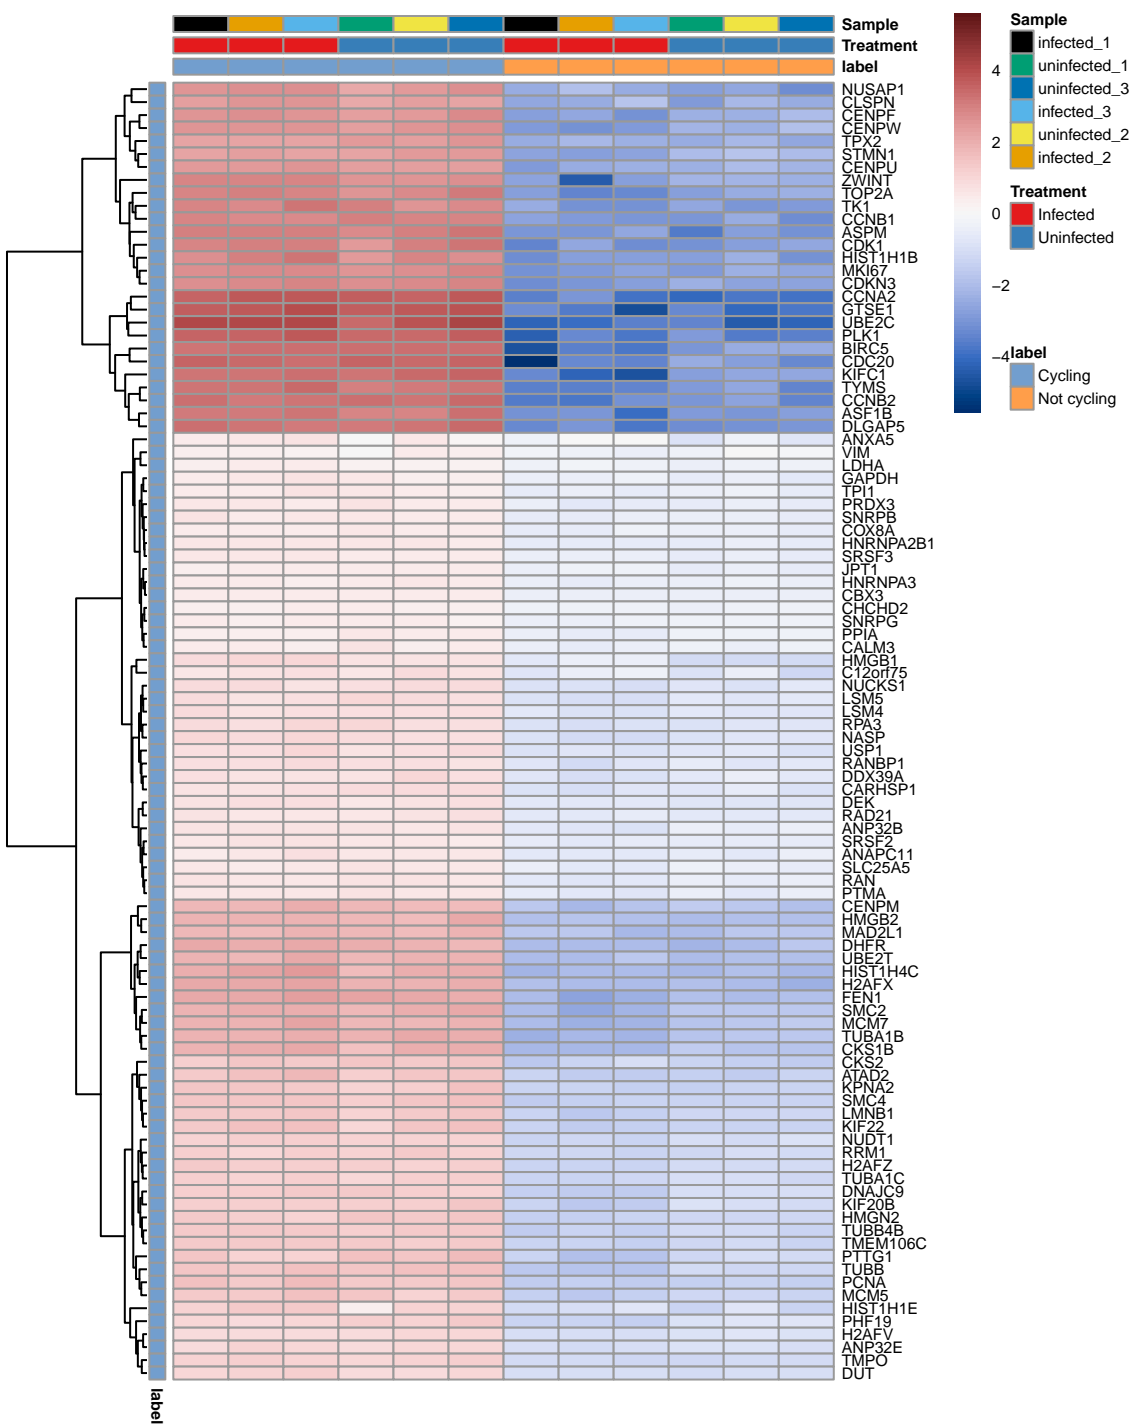 Sample
Treatment
label
NUSAP1
CLSPN
CENPF
CENPW
TPX2
STMN1
CENPU
ZWINT
TOP2A
TK1
CCNB1
ASPM
CDK1
HIST1H1B
MKI67
CDKN3
CCNA2
GTSE1
UBE2C
PLK1
BIRC5
CDC20
KIFC1
TYMS
CCNB2
ASF1B
DLGAP5
ANXA5
VIM
LDHA
GAPDH
TPI1
PRDX3
SNRPB
COX8A
HNRNPA2B1
SRSF3
JPT1
HNRNPA3
CBX3
CHCHD2
SNRPG
PPIA
CALM3
HMGB1
C12orf75
NUCKS1
LSM5
LSM4
RPA3
NASP
USP1
RANBP1
DDX39A
CARHSP1
DEK
RAD21
ANP32B
SRSF2
ANAPC11
SLC25A5
RAN
PTMA
CENPM
HMGB2
MAD2L1
DHFR
UBE2T
HIST1H4C
H2AFX
FEN1
SMC2
MCM7
TUBA1B
CKS1B
CKS2
ATAD2
KPNA2
SMC4
LMNB1
KIF22
NUDT1
RRM1
H2AFZ
TUBA1C
DNAJC9
KIF20B
HMGN2
TUBB4B
TMEM106C
PTTG1
TUBB
PCNA
MCM5
HIST1H1E
PHF19
H2AFV
ANP32E
TMPO
DUT
label
4
2
0
−2
−4
Sample
infected_1
uninfected_1
uninfected_3
infected_3
uninfected_2
infected_2
Treatment
Infected
Uninfected
label
Cycling
Not cycling